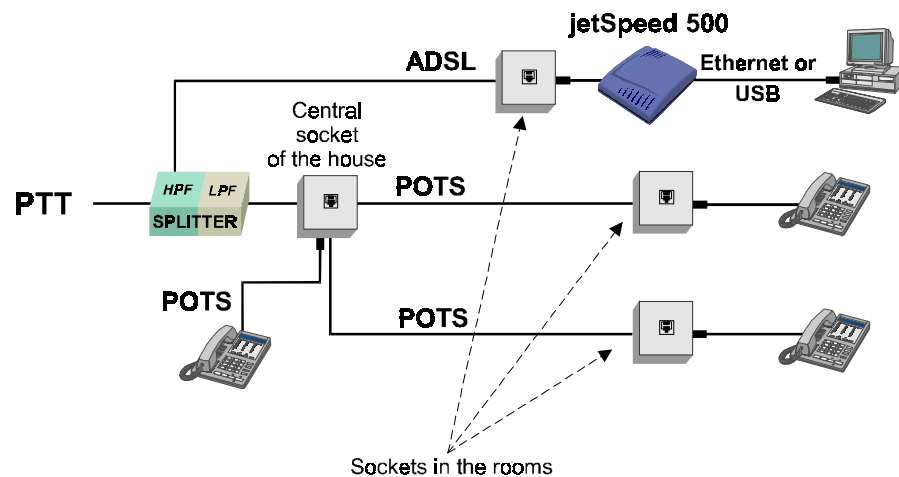 jetSpeed 500
ADSL
Ethernet or
USB
Central
socket
of the house
HPF LPF
POTS
PTT
SPLITTER
POTS
POTS
Sockets in the rooms